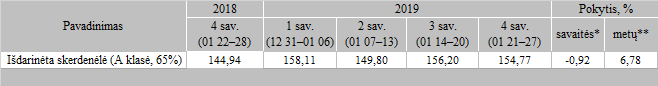 Pavadinimas 2018 2019 Pokytis, %
4 sav. (01 22–28) 1 sav. (12 31–01 06) 2 sav. (01 07–13) 3 sav. (01 14–20) 4 sav. (01 21–27) savaitės* metų**
Išdarinėta skerdenėlė (A klasė, 65%) 144,94 158,11 149,80 156,20 154,77 -0,92 6,78